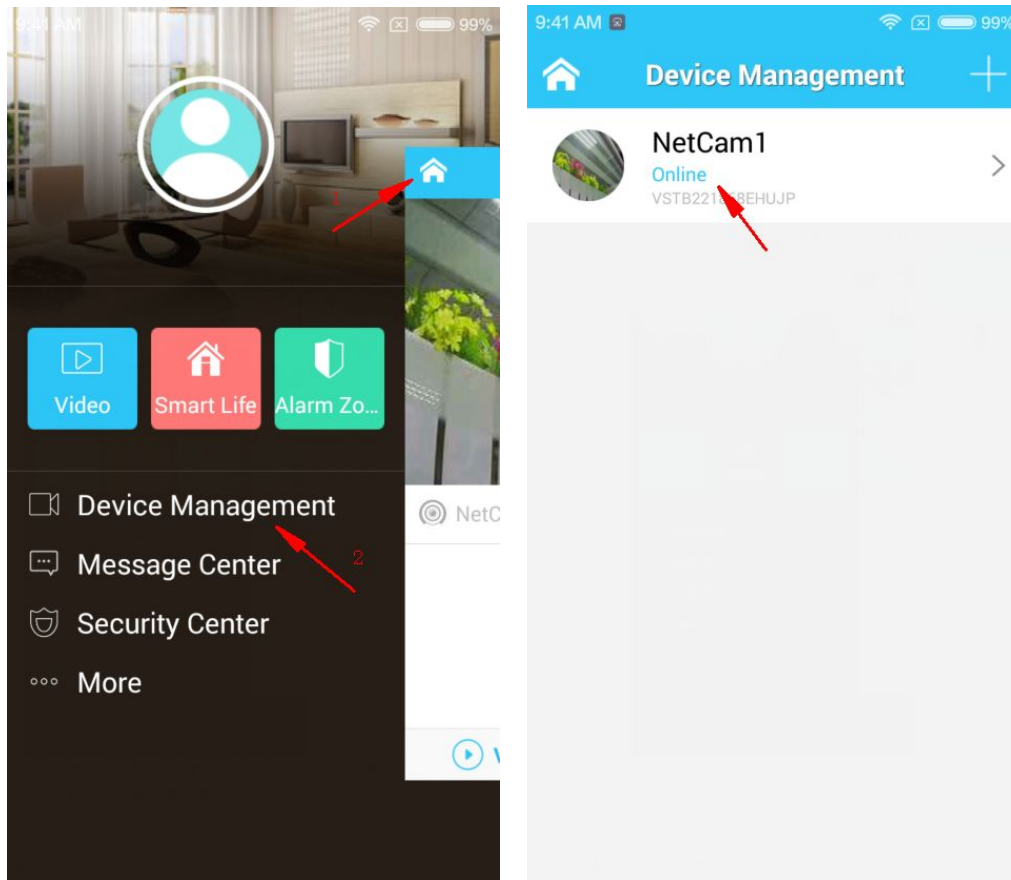 9:41 AM
99%
1
Video
Smart Life
Alarm Zo...
Device Management
2
Message Center
Security Center
More
NetC
9:41 AM
99%
Device Management
NetCam1
Online